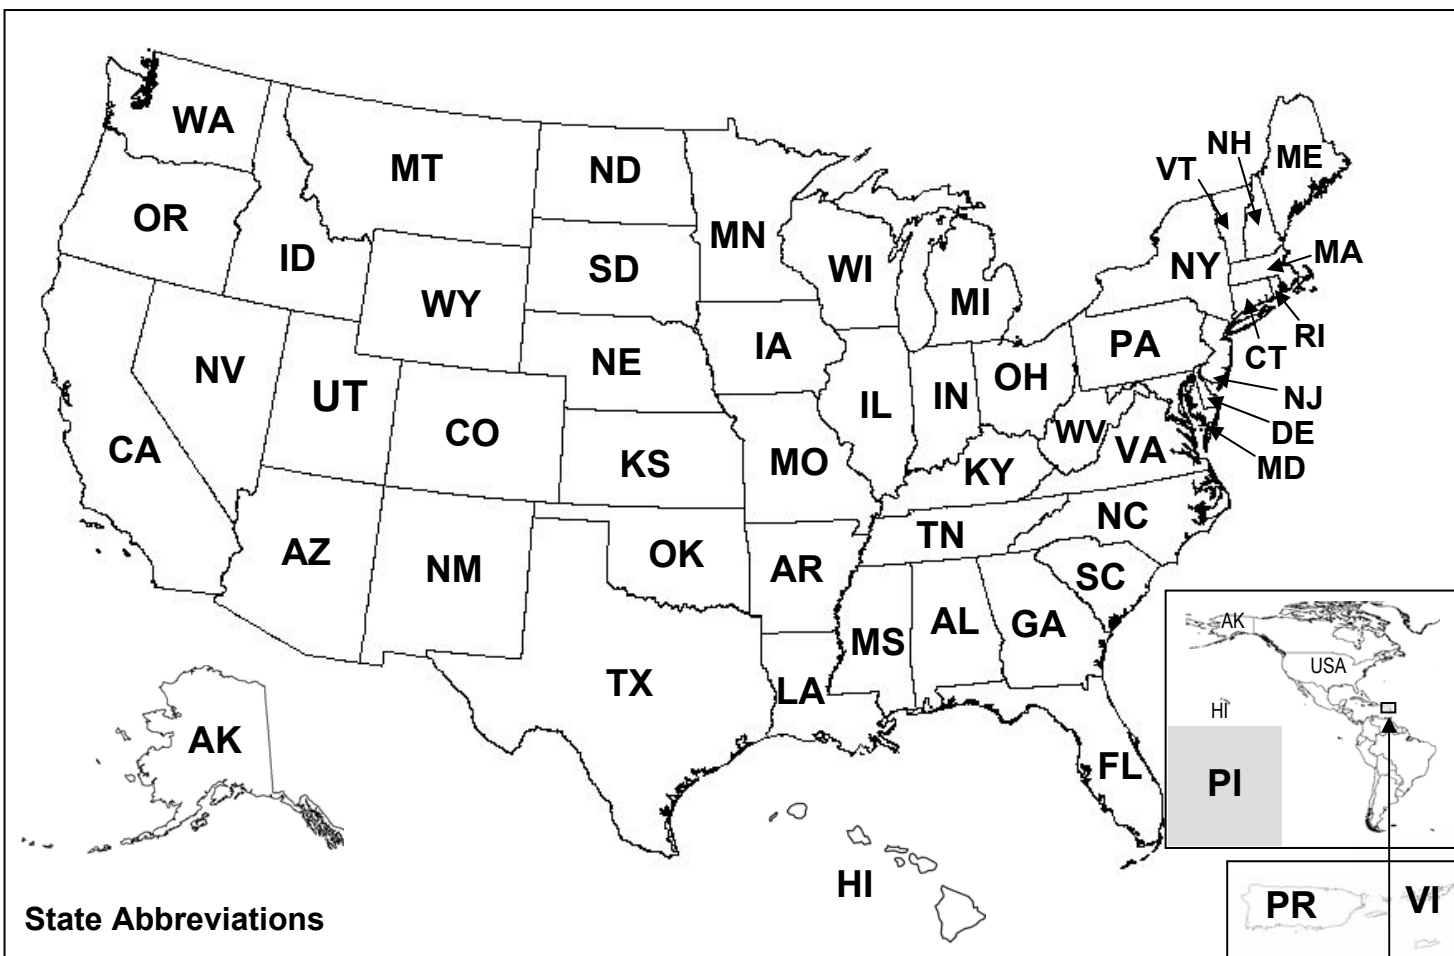 WA
MT
ND
MN
OR
ID
SD
WI
MI
NY
VT
NH
ME
MA
RI
CT
WY
NV
UT
NE
IA
PA
OH
IN
IL
NJ
DE
MD
CA
CO
KS
MO
KY
WV
VA
AZ
NM
OK
AR
TN
NC
SC
MS
AL
GA
TX
LA
FL
AK
HI
AK
USA
HI
PI
PR
VI
State Abbreviations